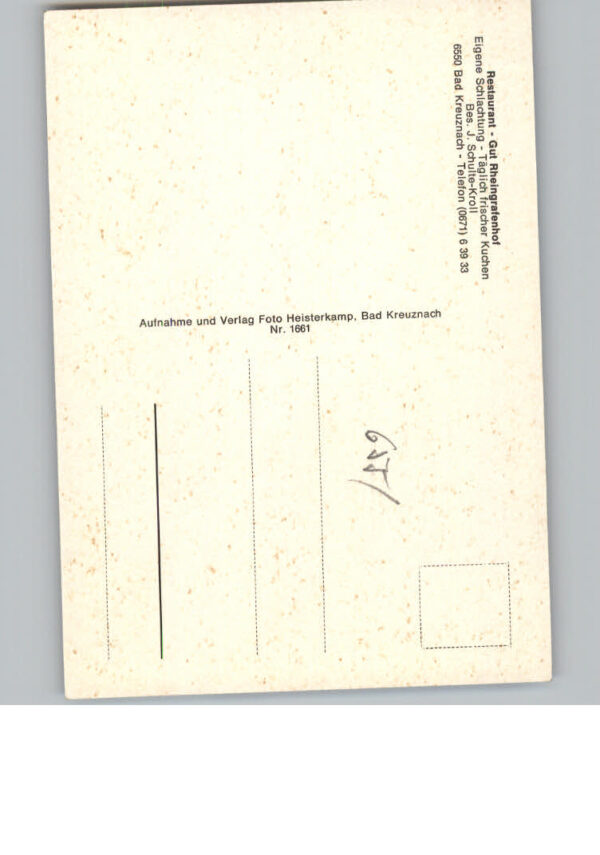 Restaurant - Gut Rheingrafenhof
Eigene Schlachtung - Täglich frischer Kuchen
Bes. J. Schulte-Kroll
6550 Bad Kreuznach - Telefon (0671) 6 39 33
Aufnahme und Verlag Foto Heisterkamp, Bad Kreuznach
Nr. 1661